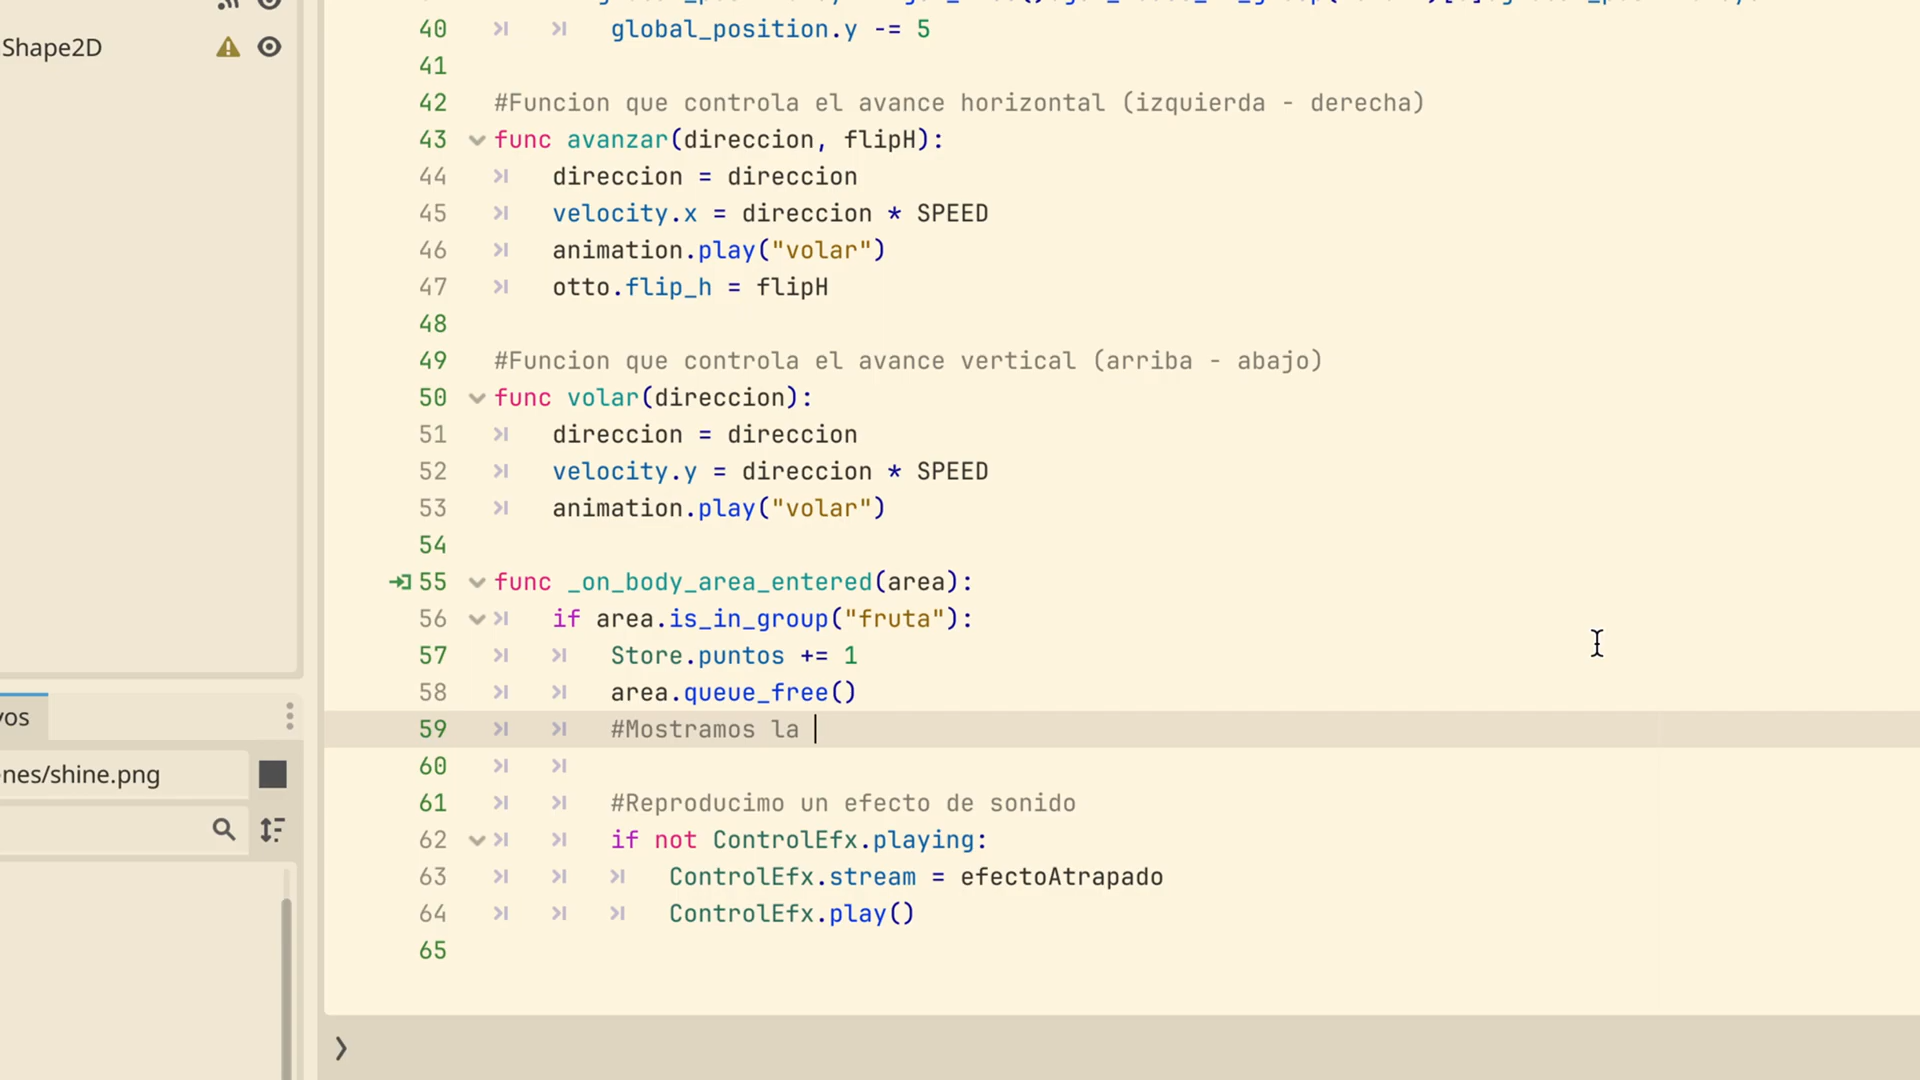 Shape2D
40 global_position.y -= 5
41
42 #Funcion que controla el avance horizontal (izquierda - derecha)
43 func avanzar(direccion, flipH):
44 direccion = direccion
45 velocity.x = direccion * SPEED
46 animation.play("volar")
47 otto.flip_h = flipH
48
49 #Funcion que controla el avance vertical (arriba - abajo)
50 func volar(direccion):
51 direccion = direccion
52 velocity.y = direccion * SPEED
53 animation.play("volar")
54
55 func _on_body_area_entered(area):
56 if area.is_in_group("fruta"):
57 Store.puntos += 1
58 area.queue_free()
59 #Mostramos la
60
61 #Reproducimo un efecto de sonido
62 if not ControlEfx.playing:
63 ControlEfx.stream = efectoAtrapado
64 ControlEfx.play()
65
vos
enes/shine.png